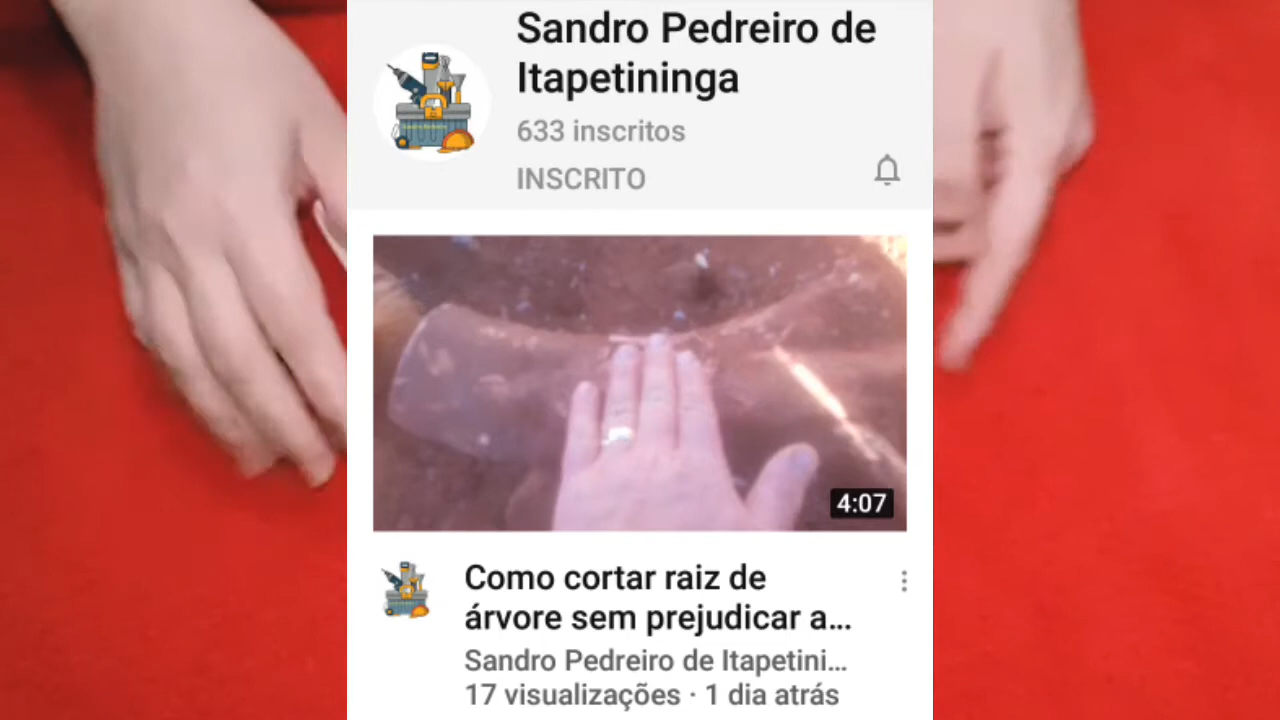 Sandro Pedreiro de
Itapetininga
633 inscritos
INSCRITO
4:07
Como cortar raiz de
árvore sem prejudicar a...
Sandro Pedreiro de Itapetini...
17 visualizações · 1 dia atrás